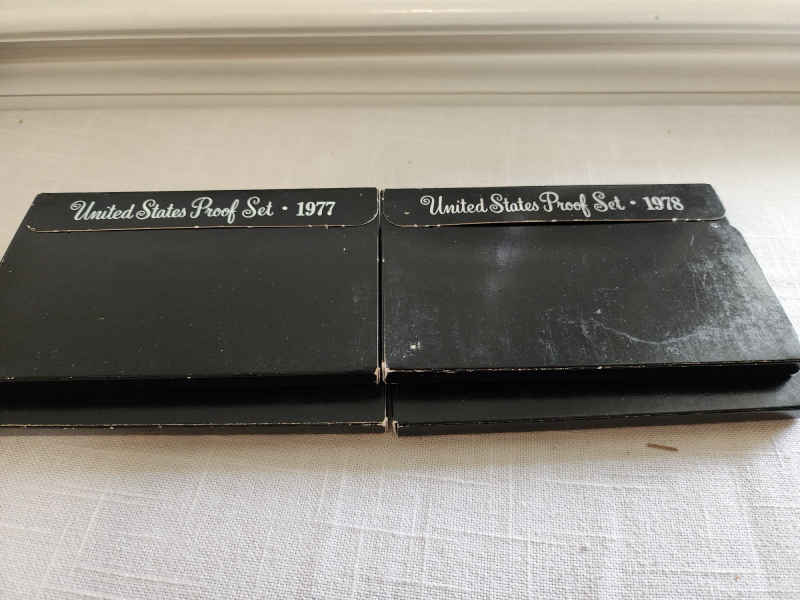 United States Proof Set • 1977
United States Proof Set • 1978